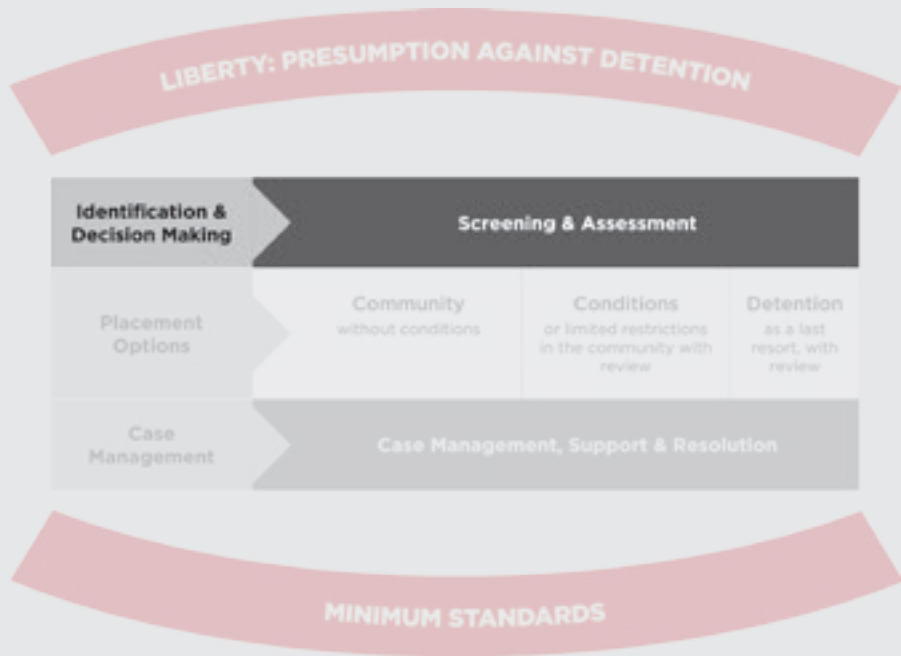 LIBERTY: PRESUMPTION AGAINST DETENTION
Identification &
Decision Making
Screening & Assessment
Placement
Options
Community
without conditions
Conditions
or limited restrictions
in the community with
review
Detention
as a last
resort, with
review
Case
Management
Case Management, Support & Resolution
MINIMUM STANDARDS